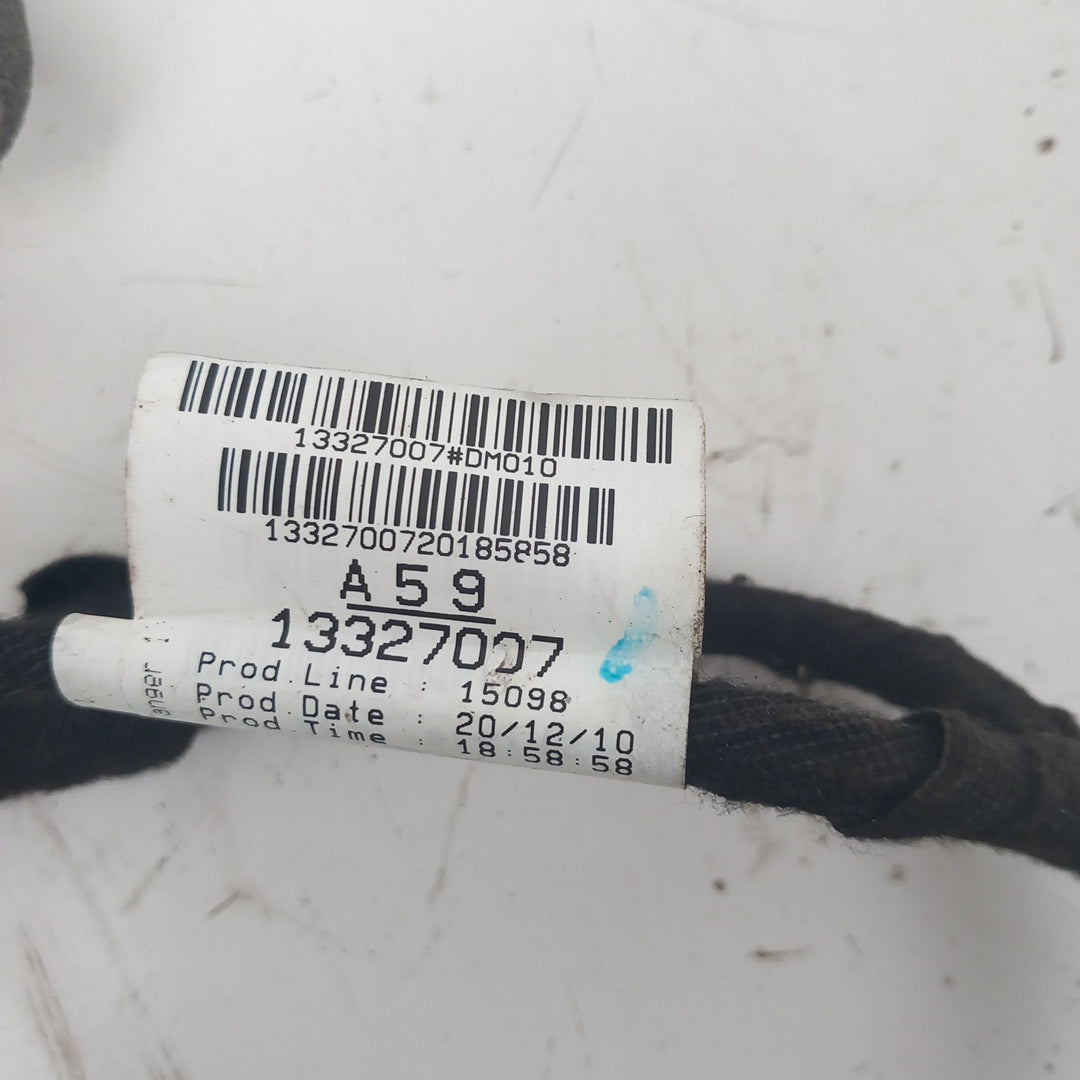 13327007#DM010
1332700720185858
A59
13327007
Prod.Line : 15098
Prod.Date : 20/12/10
Prod.Time : 18:58:58